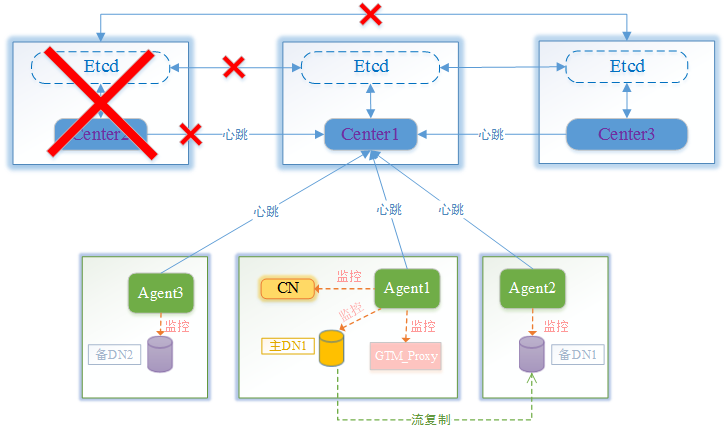 Etcd
Etcd
Etcd
Center2
心跳
Center1
心跳
Center3
心跳
心跳
心跳
Agent3
监控
备DN2
CN
监控
Agent1
监控
主DN1
监控
GTM_Proxy
Agent2
监控
备DN1
流复制